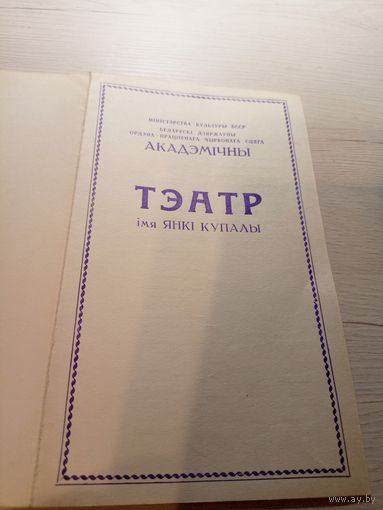 МІНІСТЭРСТВА КУЛЬТУРЫ БССР
БЕЛАРУСКІ ДЗЯРЖАЎНЫ
ОРДЭНА ПРАЦОЎНАГА ЧЫРВОНАГА СЦЯГА
АКАДЭМІЧНЫ
ТЭАТР
імя ЯНКІ КУПАЛЫ
www.ay.by